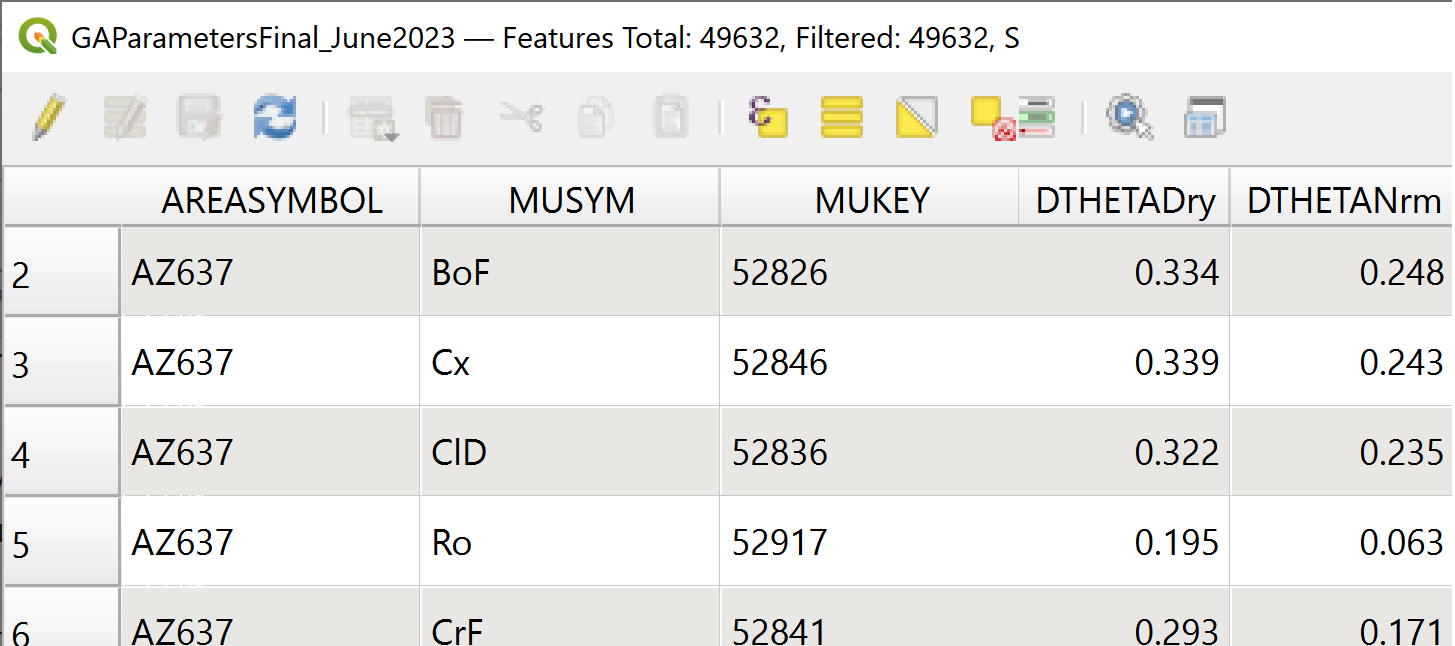 GAParametersFinal_June2023 — Features Total: 49632, Filtered: 49632, S
AREASYMBOL MUSYM MUKEY DTHETADry DTHETANrm
2 AZ637 BoF 52826 0.334 0.248
3 AZ637 Cx 52846 0.339 0.243
4 AZ637 ClD 52836 0.322 0.235
5 AZ637 Ro 52917 0.195 0.063
6 AZ637 CrF 52841 0.293 0.171